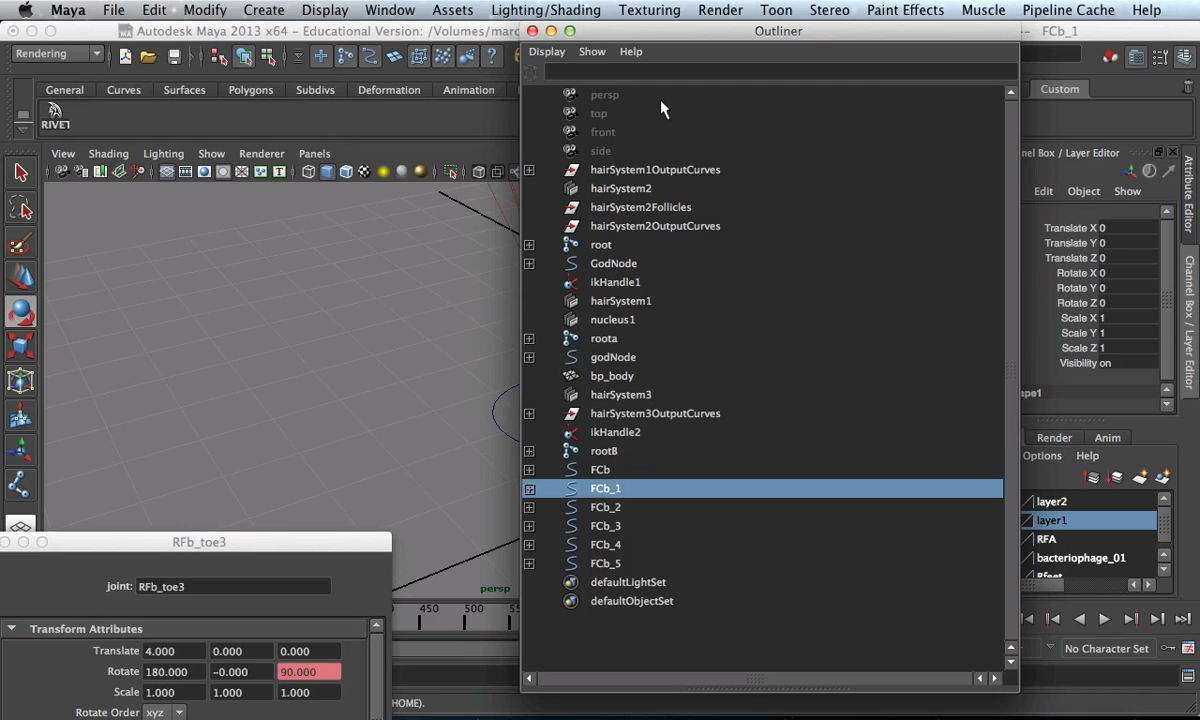 Maya File Edit Modify Create Display Window Assets Lighting/Shading Texturing Render Toon Stereo Paint Effects Muscle Pipeline Cache Help
Autodesk Maya 2013 x64 - Educational Version: /Volumes/marc
Outliner
FCb_1
Rendering
Display Show Help
General Curves Surfaces Subdivs Polygons Deformation Animation
Custom
RIVET
View Shading Lighting Show Renderer Panels
nel Box / Layer Editor
Edit Object Show
Attribute Editor
Channel Box / Layer Editor
persp
top
front
side
hairSystem1OutputCurves
hairSystem2
hairSystem2Follicles
hairSystem2OutputCurves
root
GodNode
ikHandle1
hairSystem1
nucleus1
roota
godNode
bp_body
hairSystem3
hairSystem3OutputCurves
ikHandle2
rootB
FCb
FCb_1
FCb_2
FCb_3
FCb_4
FCb_5
defaultLightSet
defaultObjectSet
Translate X 0
Translate Y 0
Translate Z 0
Rotate X 0
Rotate Y 0
Rotate Z 0
Scale X 1
Scale Y 1
Scale Z 1
Visibility on
ape1
Render Anim
Options Help
layer2
layer1
RFA
bacteriophage_01
Rfeet
No Character Set
persp
450 500
HOME).
RFb_toe3
joint: RFb_toe3
Transform Attributes
Translate 4.000 0.000 0.000
Rotate 180.000 -0.000 90.000
Scale 1.000 1.000 1.000
Rotate Order xyz